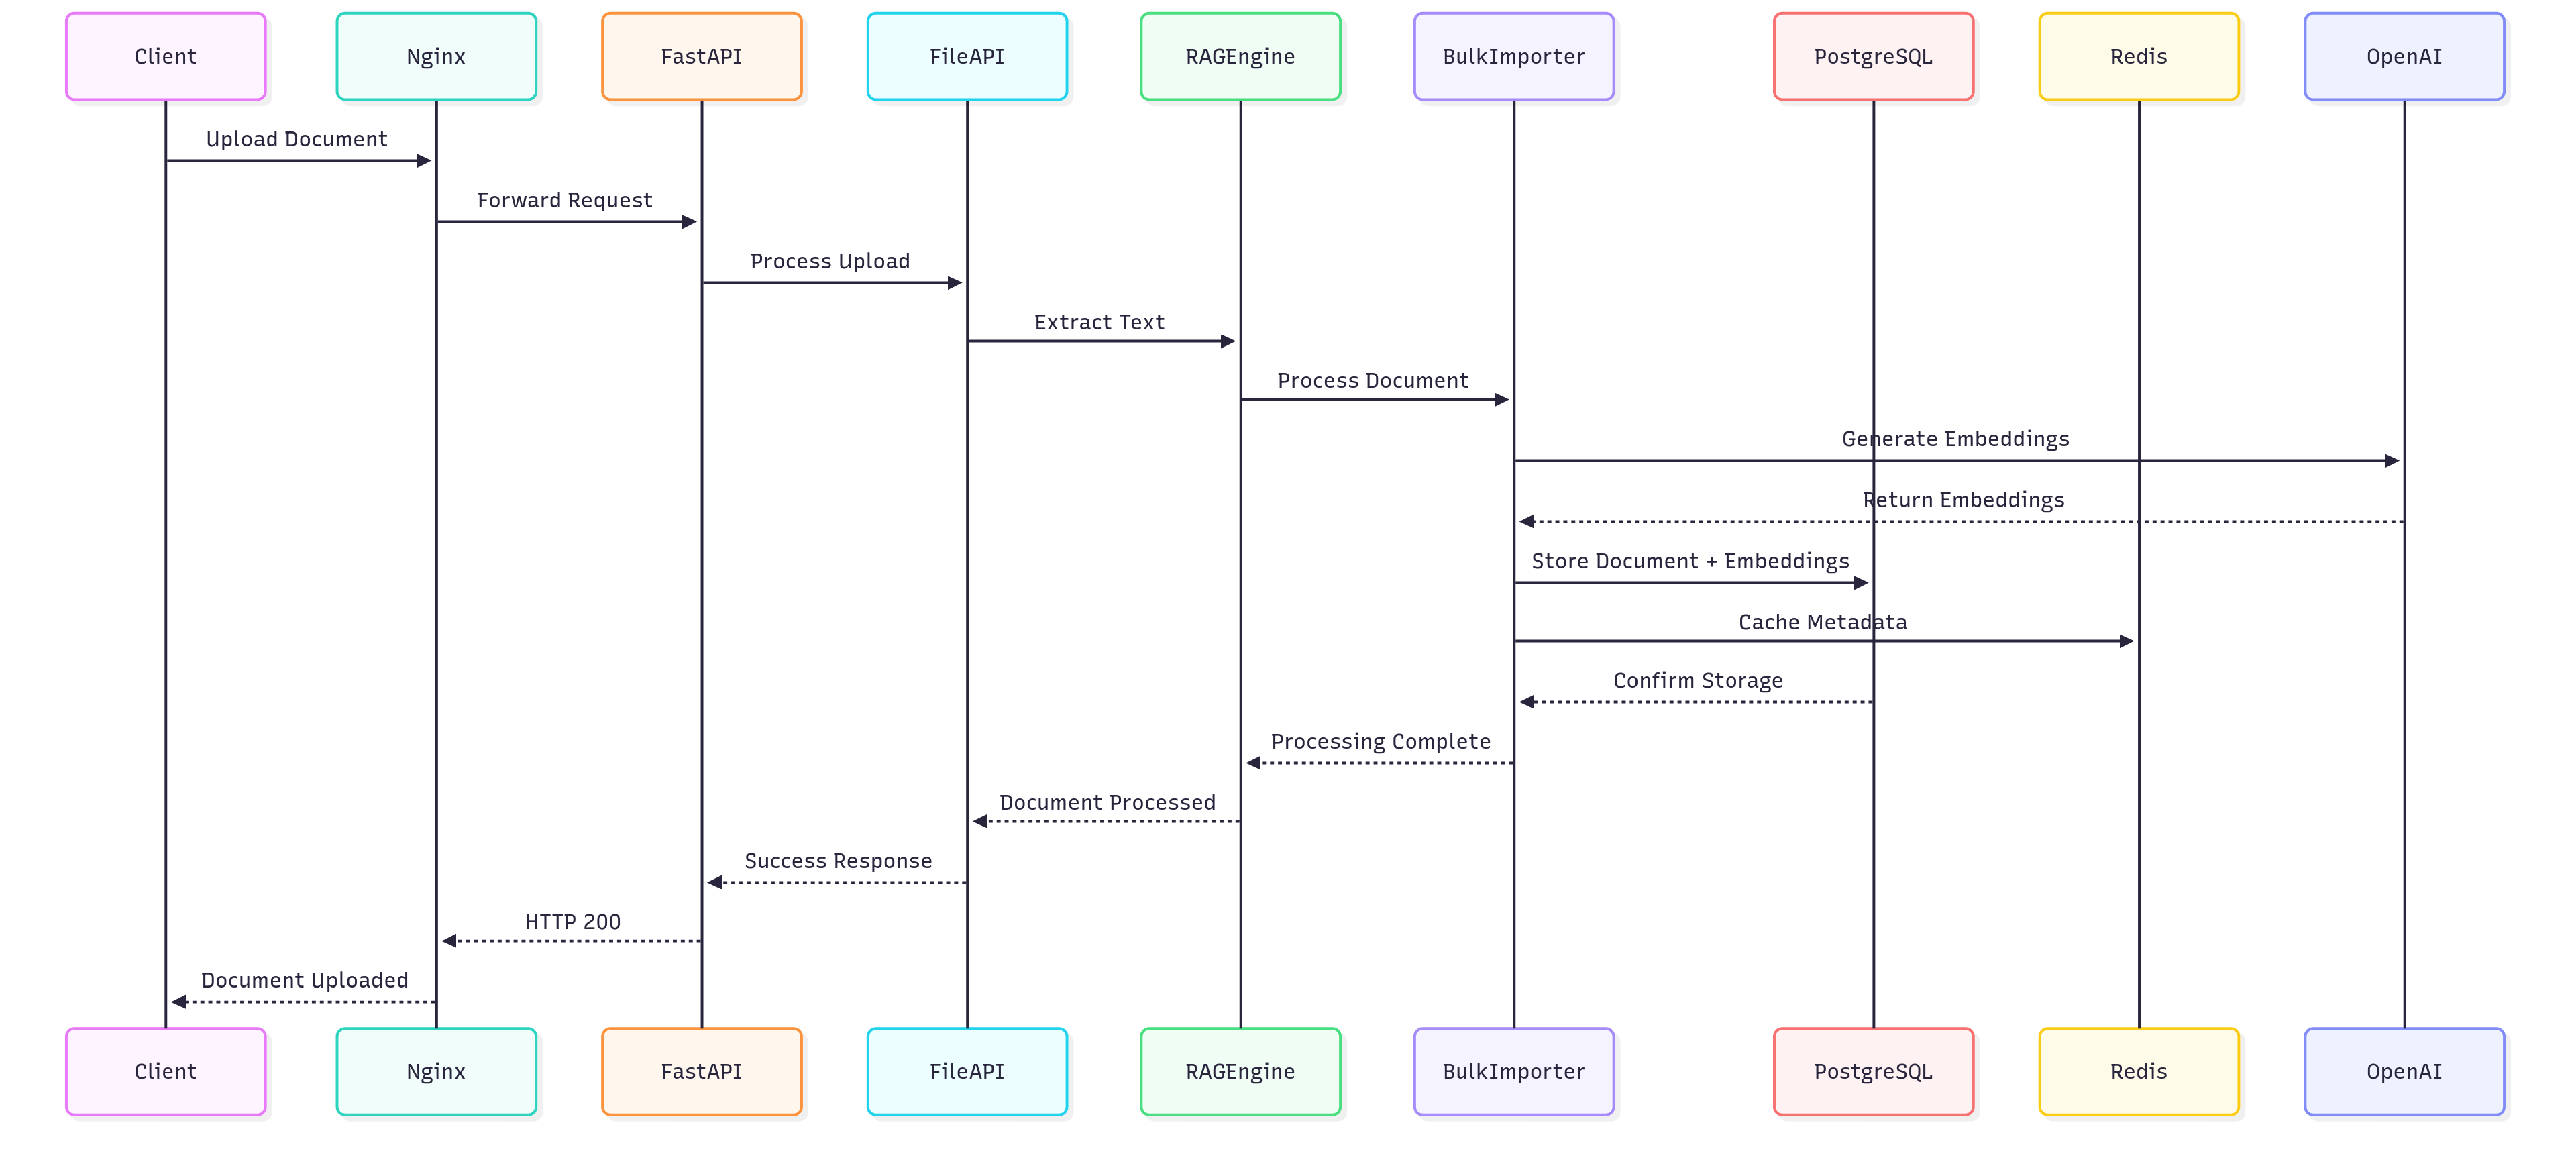 Client
Nginx
FastAPI
FileAPI
RAGEngine
BulkImporter
PostgreSQL
Redis
OpenAI
Upload Document
Forward Request
Process Upload
Extract Text
Process Document
Generate Embeddings
Return Embeddings
Store Document + Embeddings
Cache Metadata
Confirm Storage
Processing Complete
Document Processed
Success Response
HTTP 200
Document Uploaded
Client
Nginx
FastAPI
FileAPI
RAGEngine
BulkImporter
PostgreSQL
Redis
OpenAI